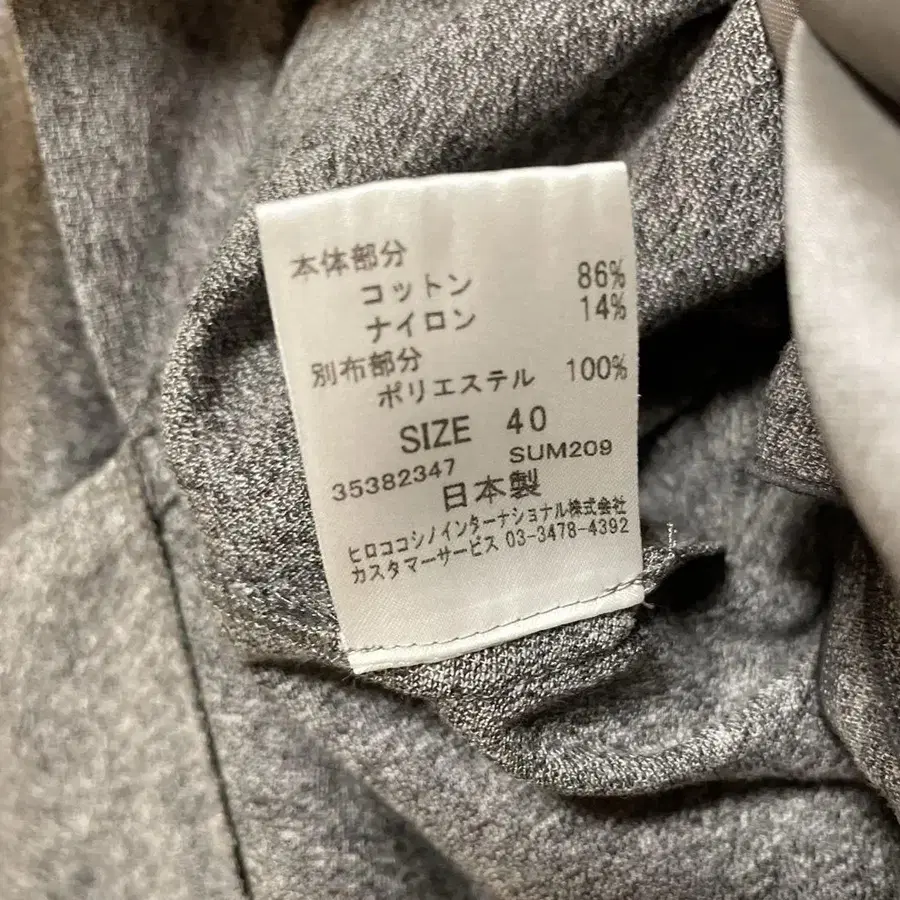 本体部分
コットン 86%
ナイロン 14%
別布部分
ポリエステル 100%
SIZE 40
35382347 SUM209
日本製
ヒロココシノインターナショナル株式会社
カスタマーサービス 03-3478-4392